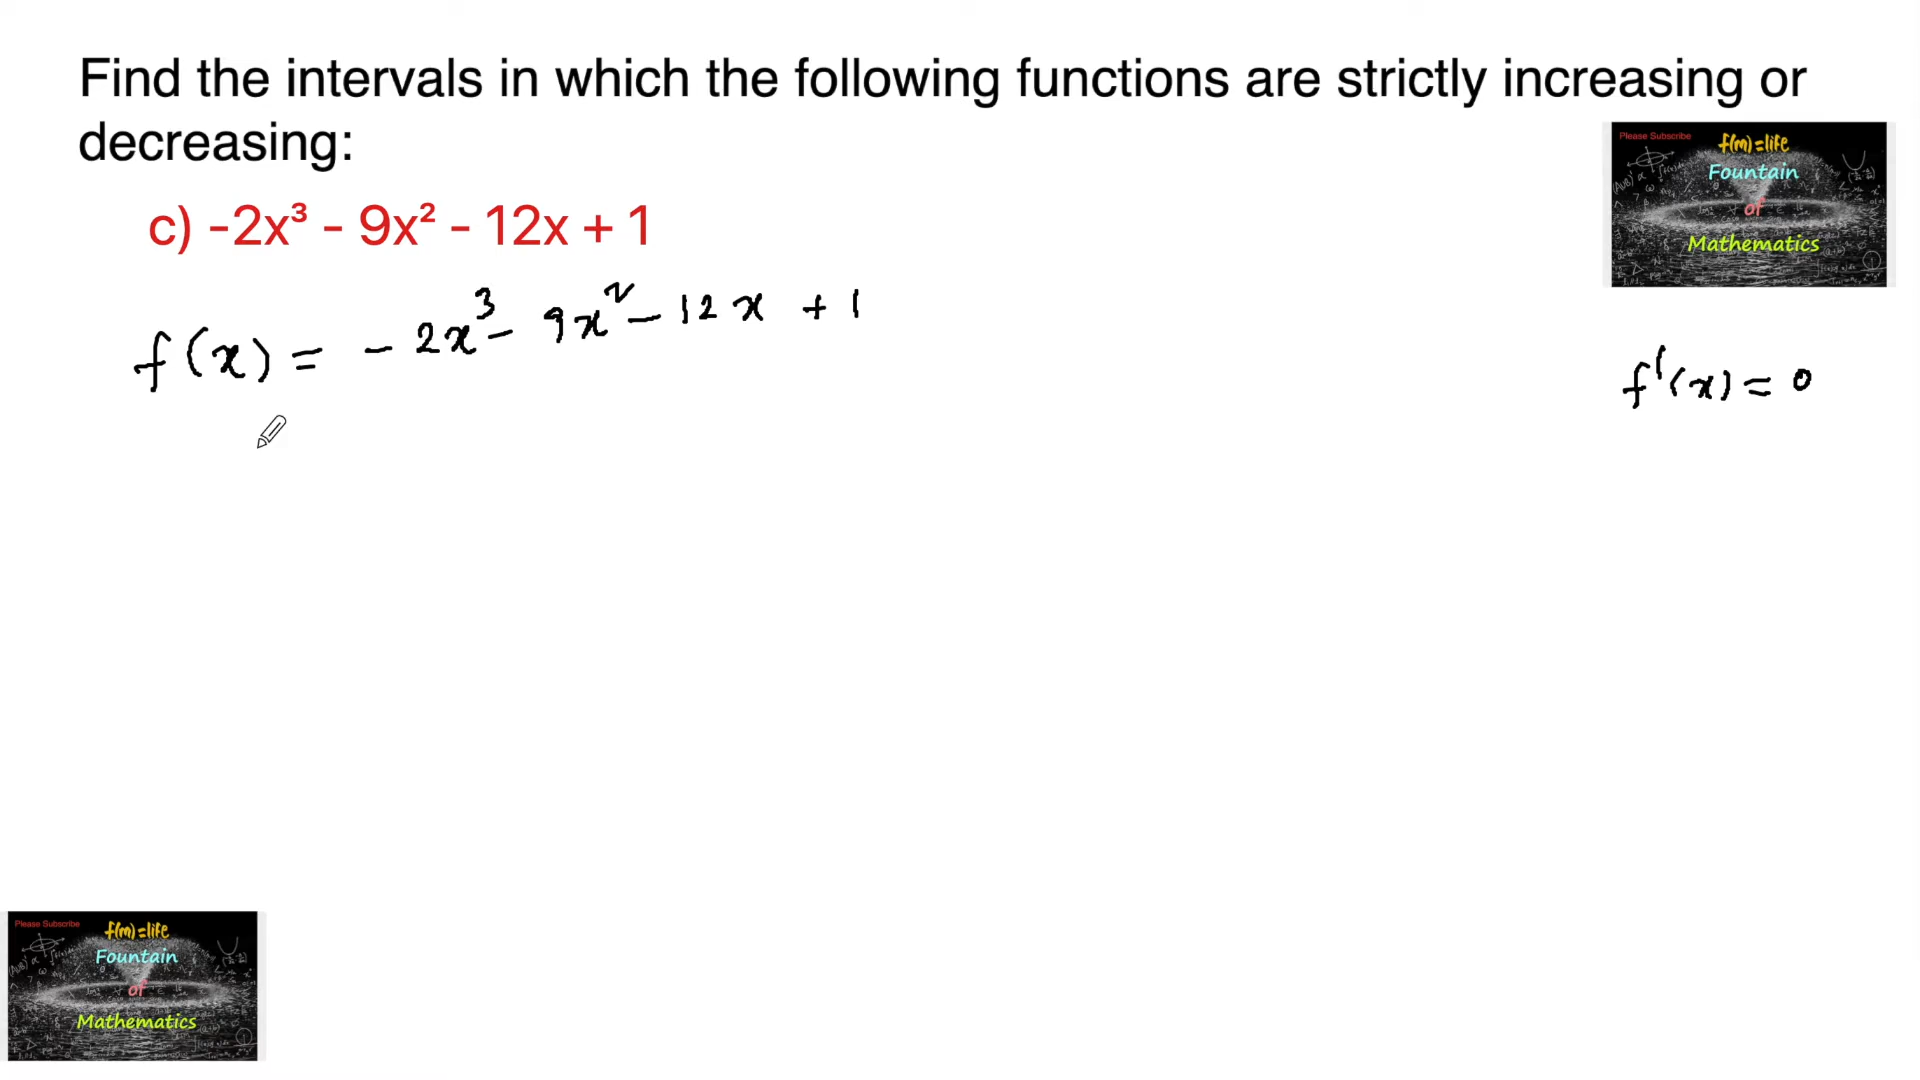 Find the intervals in which the following functions are strictly increasing or
decreasing:
Please Subscribe
f(m)=life
Fountain
of
Mathematics
c) -2x³ - 9x² - 12x + 1
f(x) = - 2x³ - 9x² - 12x + 1
f'(x) = 0
Please Subscribe
f(m)=life
Fountain
of
Mathematics